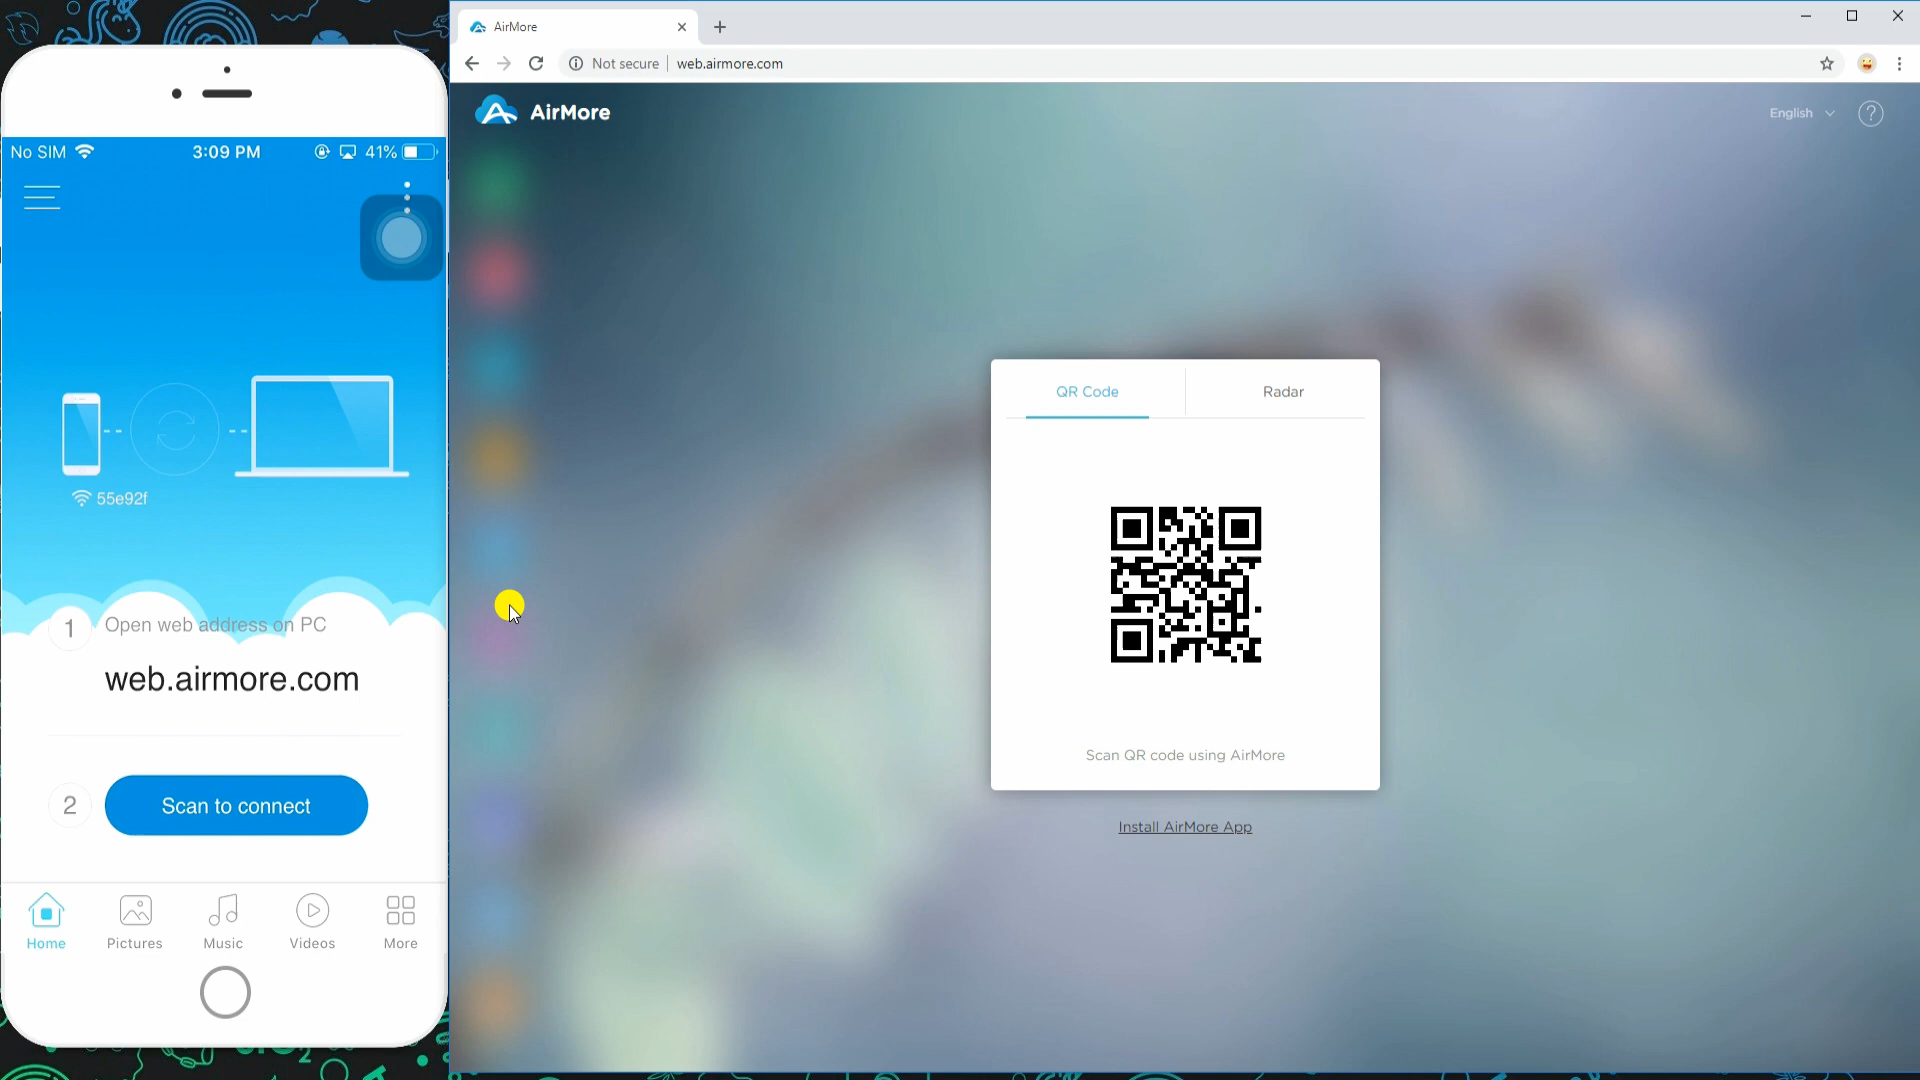 No SIM
3:09 PM
41%
55e92f
1
Open web address on PC
web.airmore.com
2
Scan to connect
Home
Pictures
Music
Videos
More
AirMore
Not secure
web.airmore.com
AirMore
English
?
QR Code
Radar
Scan QR code using AirMore
Install AirMore App